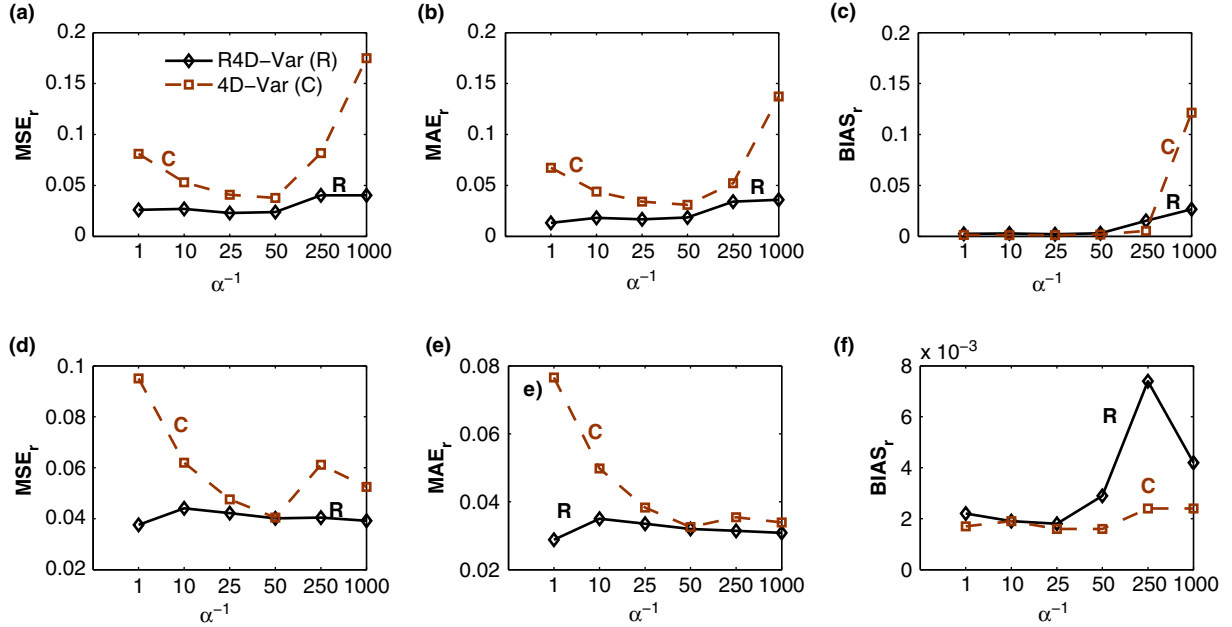 (a)
MSE_r
0.2
0.15
0.1
0.05
0
R4D−Var (R)
4D−Var (C)
C
R
1 10 25 50 250 1000
α⁻¹
(b)
MAE_r
0.2
0.15
0.1
0.05
0
C
R
1 10 25 50 250 1000
α⁻¹
(c)
BIAS_r
0.2
0.15
0.1
0.05
0
C
R
1 10 25 50 250 1000
α⁻¹
(d)
MSE_r
0.1
0.08
0.06
0.04
0.02
C
R
1 10 25 50 250 1000
α⁻¹
(e)
MAE_r
0.08
0.06
0.04
0.02
e)
C
R
1 10 25 50 250 1000
α⁻¹
(f)
BIAS_r
x 10⁻³
8
6
4
2
0
R
C
1 10 25 50 250 1000
α⁻¹